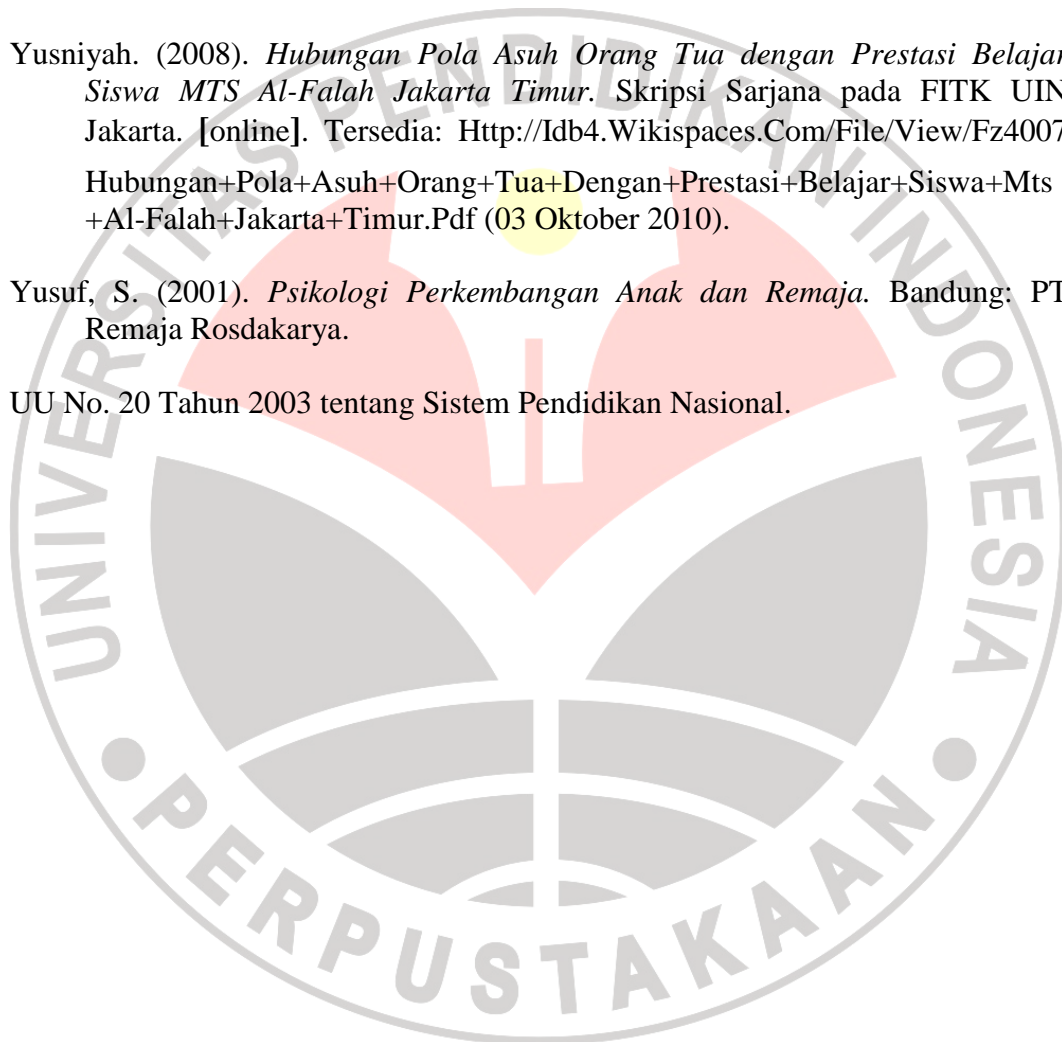 Yusniyah. (2008). Hubungan Pola Asuh Orang Tua dengan Prestasi Belajar
Siswa MTS Al-Falah Jakarta Timur. Skripsi Sarjana pada FITK UIN
Jakarta. [online]. Tersedia: Http://Idb4.Wikispaces.Com/File/View/Fz4007
Hubungan+Pola+Asuh+Orang+Tua+Dengan+Prestasi+Belajar+Siswa+Mts
+Al-Falah+Jakarta+Timur.Pdf (03 Oktober 2010).
Yusuf, S. (2001). Psikologi Perkembangan Anak dan Remaja. Bandung: PT
Remaja Rosdakarya.
UU No. 20 Tahun 2003 tentang Sistem Pendidikan Nasional.
UNIVERSITAS PENDIDIKAN INDONESIA
PERPUSTAKAAN